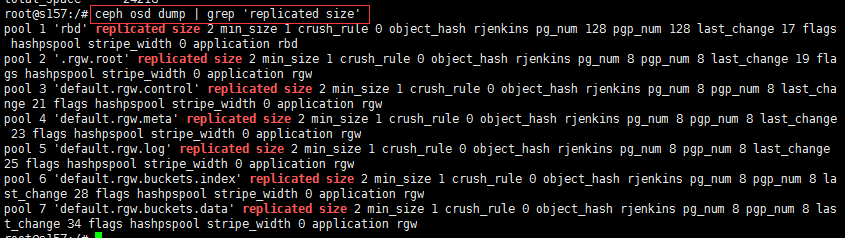 total_space    24218
root@s157:/# ceph osd dump | grep 'replicated size'
pool 1 'rbd' replicated size 2 min_size 1 crush_rule 0 object_hash rjenkins pg_num 128 pgp_num 128 last_change 17 flags
 hashpspool stripe_width 0 application rbd
pool 2 '.rgw.root' replicated size 2 min_size 1 crush_rule 0 object_hash rjenkins pg_num 8 pgp_num 8 last_change 19 fla
gs hashpspool stripe_width 0 application rgw
pool 3 'default.rgw.control' replicated size 2 min_size 1 crush_rule 0 object_hash rjenkins pg_num 8 pgp_num 8 last_cha
nge 21 flags hashpspool stripe_width 0 application rgw
pool 4 'default.rgw.meta' replicated size 2 min_size 1 crush_rule 0 object_hash rjenkins pg_num 8 pgp_num 8 last_change
 23 flags hashpspool stripe_width 0 application rgw
pool 5 'default.rgw.log' replicated size 2 min_size 1 crush_rule 0 object_hash rjenkins pg_num 8 pgp_num 8 last_change
25 flags hashpspool stripe_width 0 application rgw
pool 6 'default.rgw.buckets.index' replicated size 2 min_size 1 crush_rule 0 object_hash rjenkins pg_num 8 pgp_num 8 la
st_change 28 flags hashpspool stripe_width 0 application rgw
pool 7 'default.rgw.buckets.data' replicated size 2 min_size 1 crush_rule 0 object_hash rjenkins pg_num 8 pgp_num 8 las
t_change 34 flags hashpspool stripe_width 0 application rgw
root@s157:/#